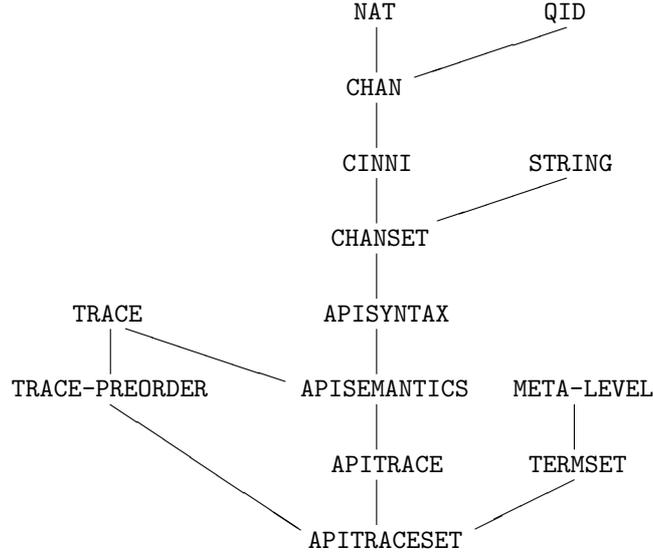 NAT QID
CHAN
CINNI STRING
CHANSET
TRACE APISYNTAX
TRACE-PREORDER APISEMANTICS META-LEVEL
APITRACE TERMSET
APITRACESET